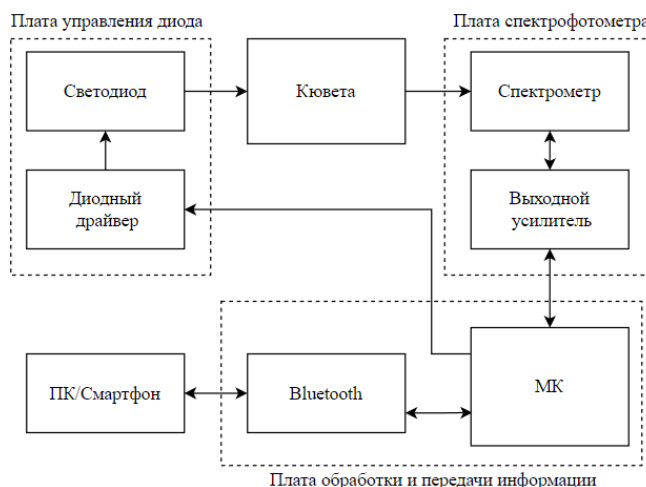 Плата управления диода
Плата спектрофотометра
Светодиод
Кювета
Спектрометр
Диодный
драйвер
Выходной
усилитель
ПК/Смартфон
Bluetooth
МК
Плата обработки и передачи информации